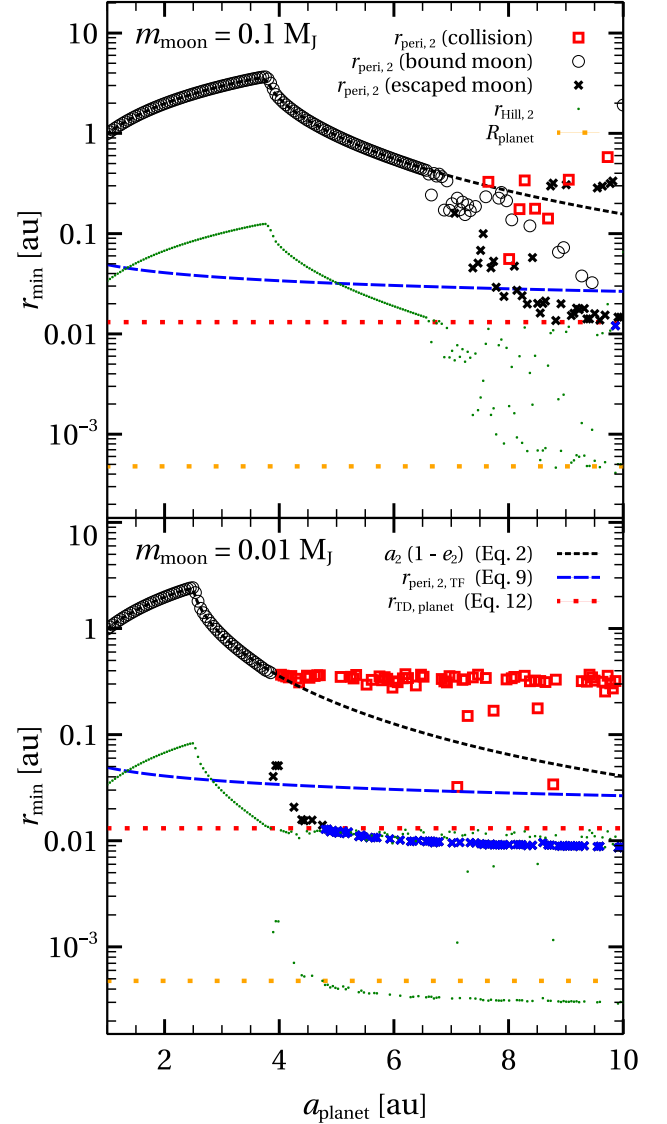 m_moon = 0.1 M_J
r_peri, 2 (collision)
r_peri, 2 (bound moon)
r_peri, 2 (escaped moon)
r_Hill, 2
R_planet
r_min [au]
10
1
0.1
0.01
10⁻³
m_moon = 0.01 M_J
a_2 (1 - e_2) (Eq. 2)
r_peri, 2, TF (Eq. 9)
r_TD, planet (Eq. 12)
r_min [au]
10
1
0.1
0.01
10⁻³
2 4 6 8 10
a_planet [au]